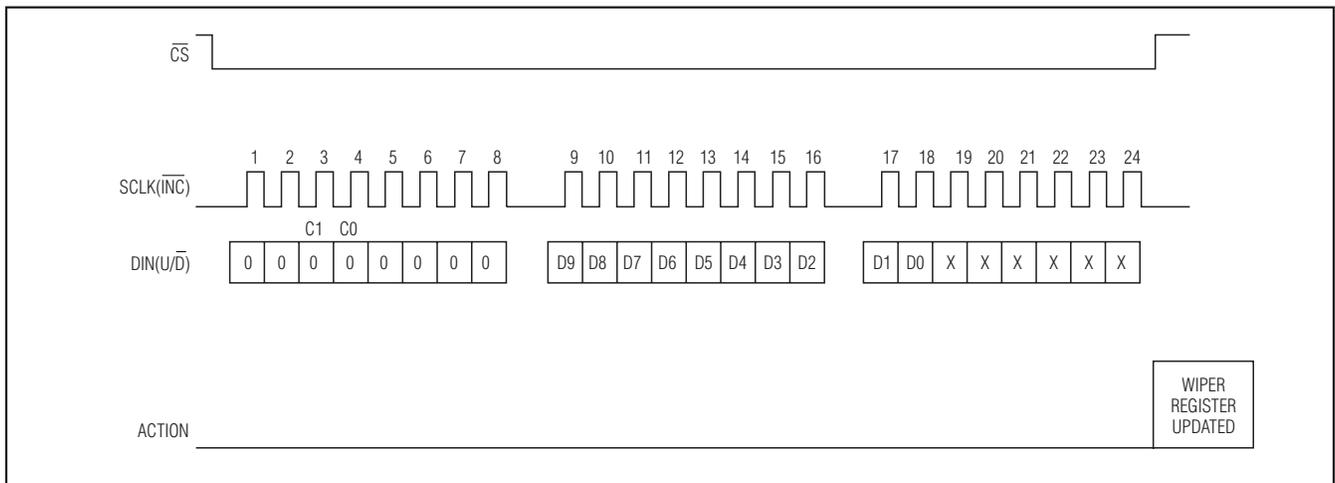 C̅S̅
1 2 3 4 5 6 7 8 9 10 11 12 13 14 15 16 17 18 19 20 21 22 23 24
SCLK(I̅N̅C̅)
C1 C0
DIN(U/D̅) 0 0 0 0 0 0 0 0 D9 D8 D7 D6 D5 D4 D3 D2 D1 D0 X X X X X X
WIPER
REGISTER
UPDATED
ACTION